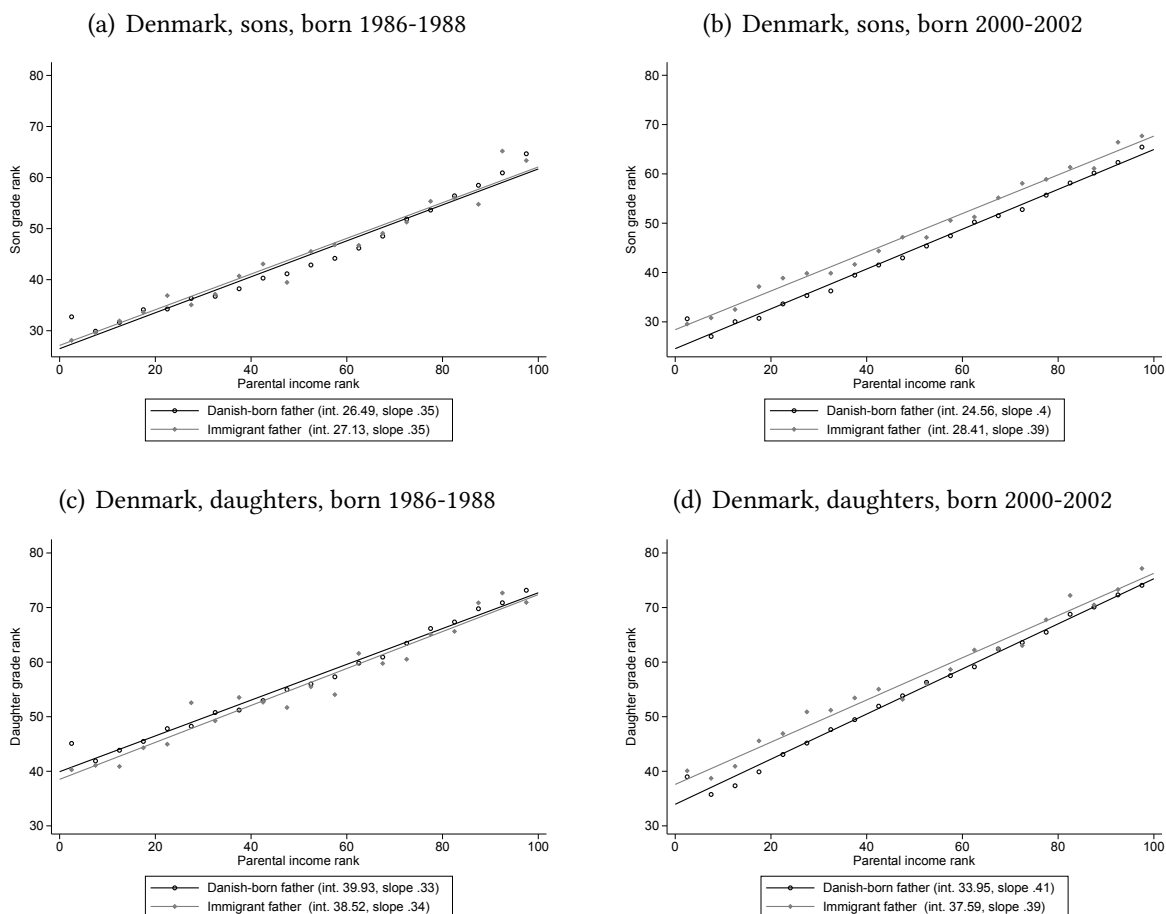 (a) Denmark, sons, born 1986-1988
80
70
60
50
40
30
Son grade rank
0 20 40 60 80 100
Parental income rank
Danish-born father (int. 26.49, slope .35)
Immigrant father (int. 27.13, slope .35)
(b) Denmark, sons, born 2000-2002
80
70
60
50
40
30
Son grade rank
0 20 40 60 80 100
Parental income rank
Danish-born father (int. 24.56, slope .4)
Immigrant father (int. 28.41, slope .39)
(c) Denmark, daughters, born 1986-1988
80
70
60
50
40
30
Daughter grade rank
0 20 40 60 80 100
Parental income rank
Danish-born father (int. 39.93, slope .33)
Immigrant father (int. 38.52, slope .34)
(d) Denmark, daughters, born 2000-2002
80
70
60
50
40
30
Daughter grade rank
0 20 40 60 80 100
Parental income rank
Danish-born father (int. 33.95, slope .41)
Immigrant father (int. 37.59, slope .39)